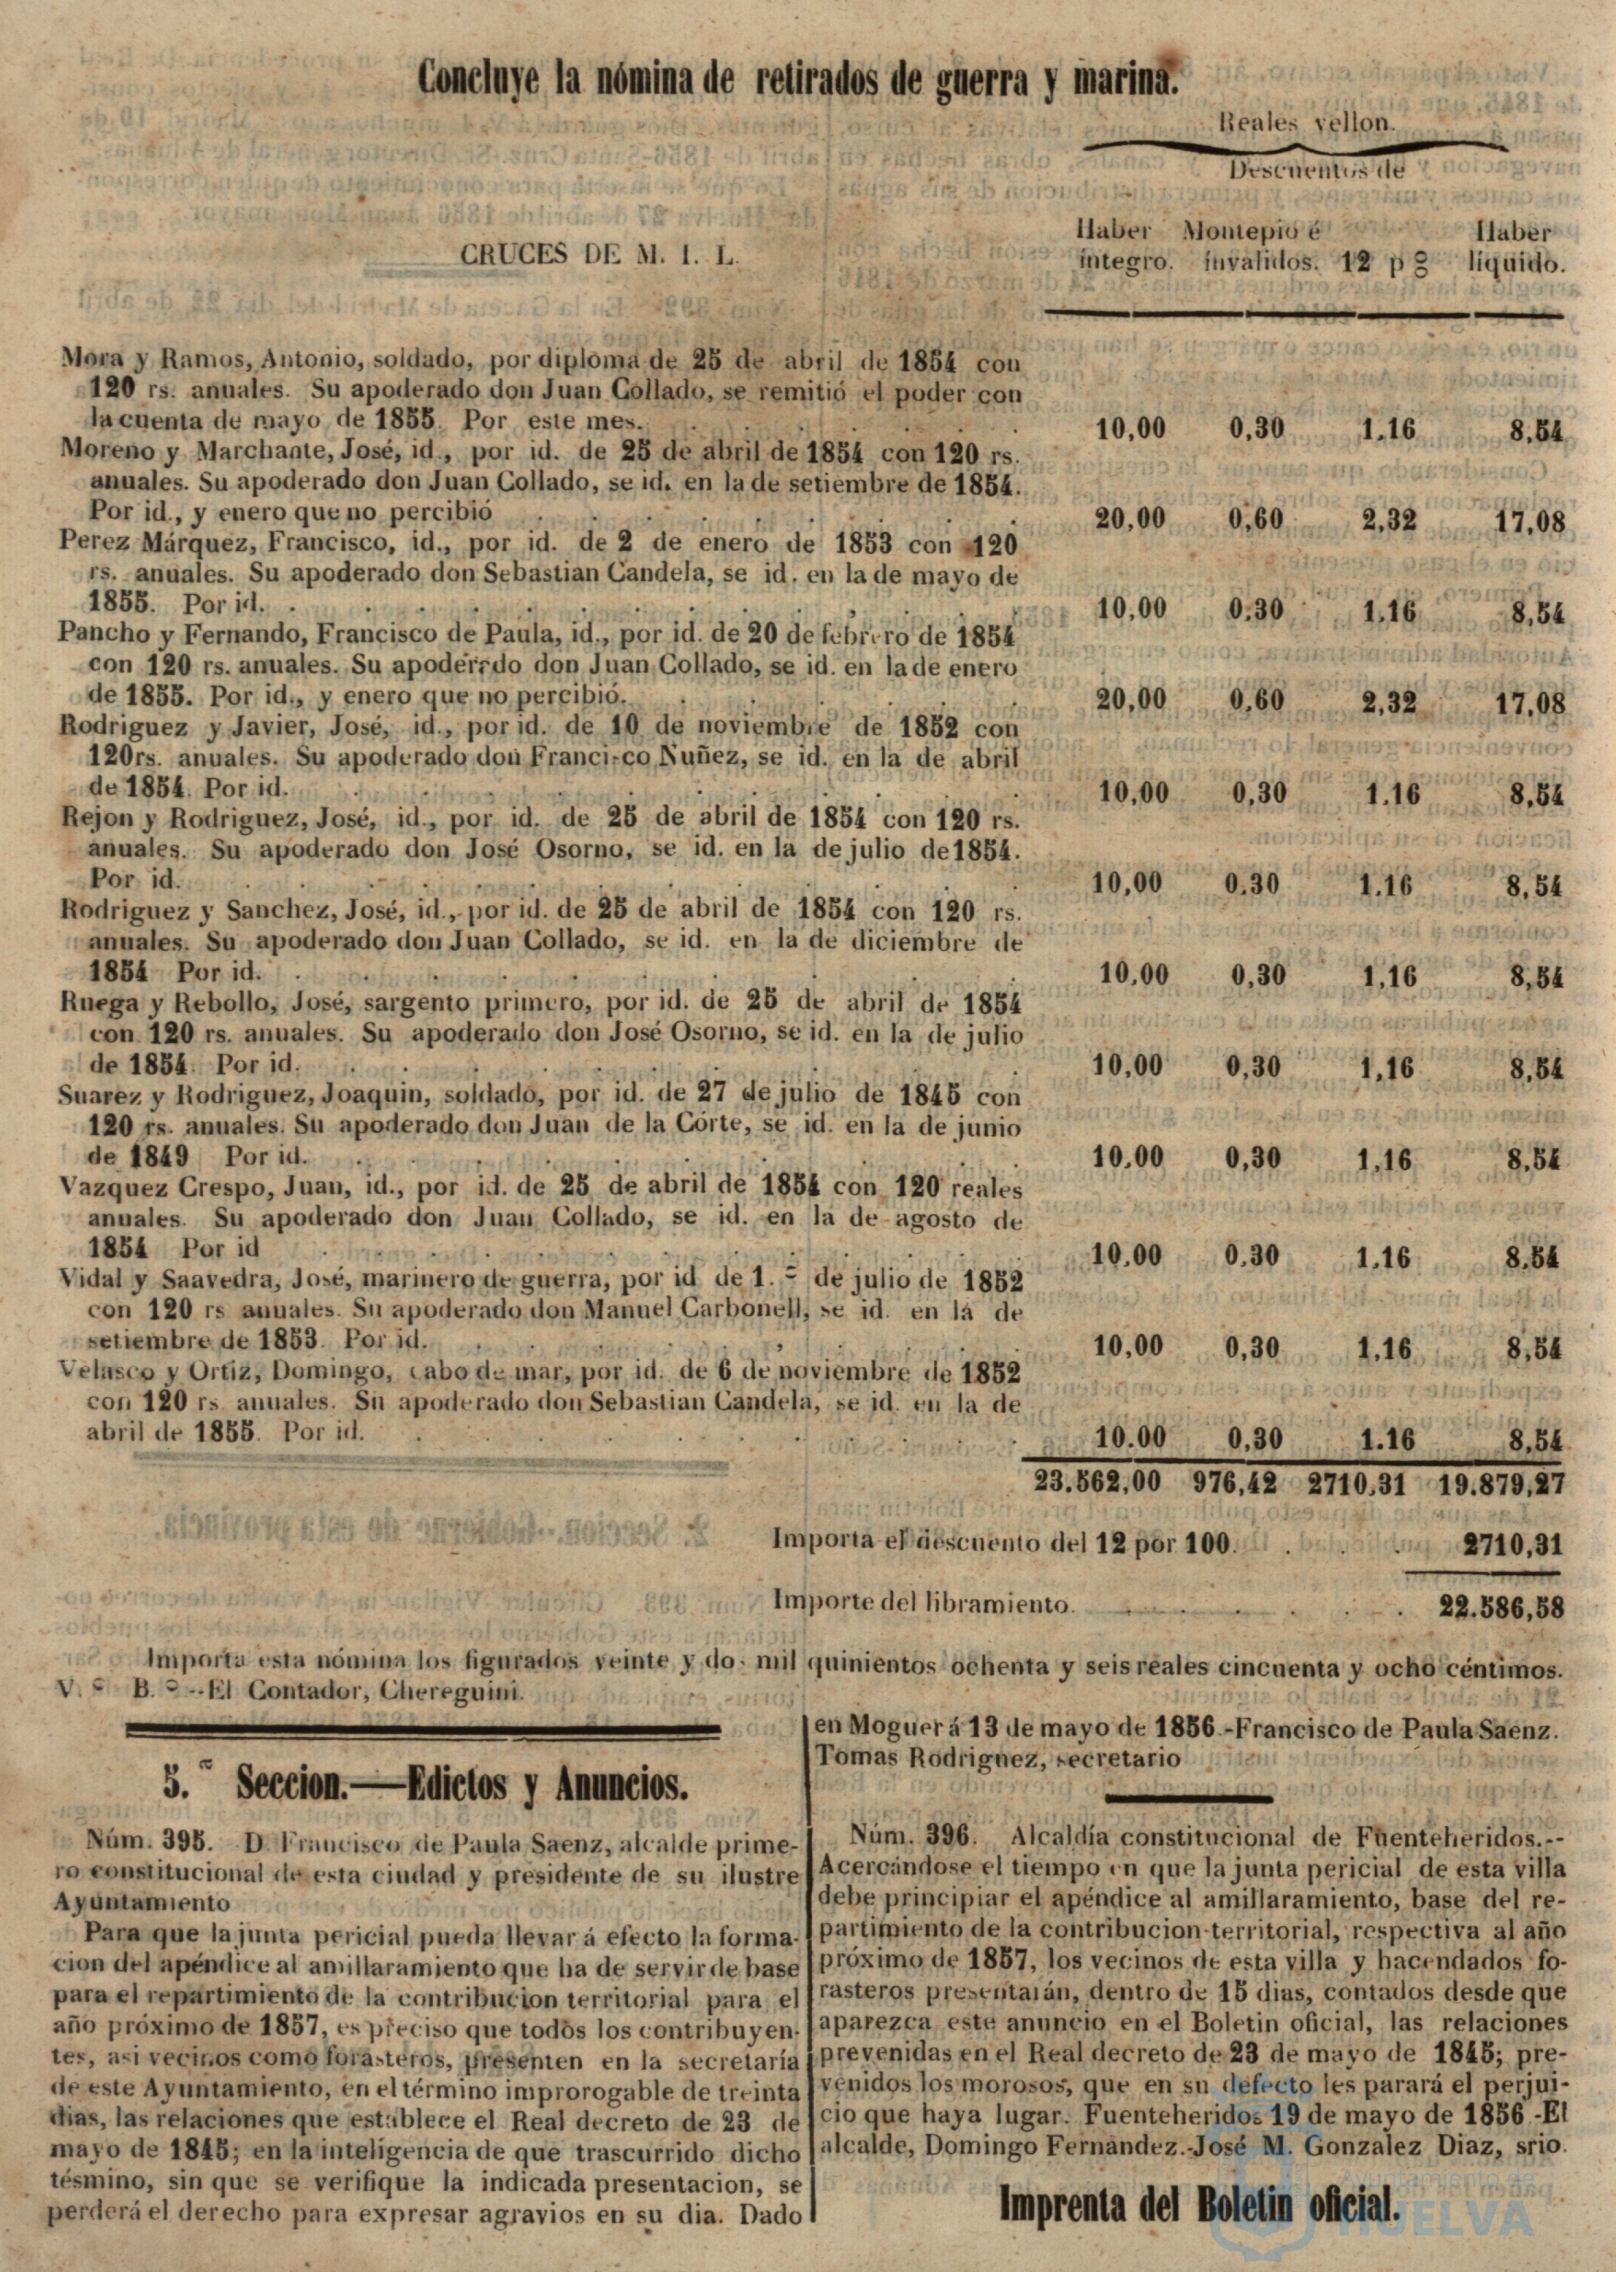 Concluye la nómina de retirados de guerra y marina.
Reales vellon.
Descuentos de
Haber Montepio é Haber
integro. inválidos. 12 p º/o líquido.
CRUCES DE M. I. L.
Mora y Ramos, Antonio, soldado, por diploma de 25 de abril de 1854 con
120 rs. anuales. Su apoderado don Juan Collado, se remitió el poder con
la cuenta de mayo de 1855. Por este mes. . . . . 10,00 0,30 1.16 8,54
Moreno y Marchante, José, id., por id. de 25 de abril de 1854 con 120 rs.
anuales. Su apoderado don Juan Collado, se id. en la de setiembre de 1854.
Por id., y enero que no percibió . . . . . 20,00 0,60 2,32 17,08
Perez Márquez, Francisco, id., por id. de 2 de enero de 1853 con 120
rs. anuales. Su apoderado don Sebastian Candela, se id. en la de mayo de
1855. Por id. . . . . . . 10,00 0.30 1.16 8,54
Pancho y Fernando, Francisco de Paula, id., por id. de 20 de febrero de 1854
con 120 rs. anuales. Su apoderrdo don Juan Collado, se id. en la de enero
de 1855. Por id., y enero que no percibió. . . . . 20,00 0,60 2,32 17,08
Rodriguez y Javier, José, id., por id. de 10 de noviembre de 1852 con
120rs. anuales. Su apoderado don Francisco Nuñez, se id. en la de abril
de 1854. Por id. . . . . . . 10,00 0,30 1.16 8,54
Rejon y Rodriguez, José, id., por id. de 25 de abril de 1854 con 120 rs.
anuales. Su apoderado don José Osorno, se id. en la de julio de 1854.
Por id. . . . . . . . 10,00 0.30 1.16 8,54
Rodriguez y Sanchez, José, id., por id. de 25 de abril de 1854 con 120 rs.
anuales. Su apoderado don Juan Collado, se id. en la de diciembre de
1854 Por id. . . . . . . 10,00 0,30 1,16 8,54
Ruega y Rebollo, José, sargento primero, por id. de 25 de abril de 1854
con 120 rs. anuales. Su apoderado don José Osorno, se id. en la de julio
de 1854. Por id. . . . . . . 10,00 0,30 1,16 8,54
Suarez y Rodriguez, Joaquin, soldado, por id. de 27 de julio de 1845 con
120 rs. anuales. Su apoderado don Juan de la Corte, se id. en la de junio
de 1849 Por id. . . . . . . 10,00 0,30 1,16 8,54
Vazquez Crespo, Juan, id., por id. de 25 de abril de 1854 con 120 reales
anuales. Su apoderado don Juan Collado, se id. en la de agosto de
1854 Por id . . . . . . . 10,00 0,30 1.16 8,54
Vidal y Saavedra, José, marinero de guerra, por id de 1.º de julio de 1852
con 120 rs anuales. Su apoderado don Manuel Carbonell, se id. en la de
setiembre de 1853. Por id. . . . . . 10,00 0,30 1,16 8,54
Velasco y Ortiz, Domingo, cabo de mar, por id. de 6 de noviembre de 1852
con 120 rs anuales. Su apoderado don Sebastian Candela, se id. en la de
abril de 1855. Por id. . . . . . . 10.00 0,30 1.16 8,54
23.562,00 976,42 2710,31 19.879,27
Importa el descuento del 12 por 100. . . . 2710,31
Importe del libramiento. . . . . 22.586,58
Importa esta nómina los figurados veinte y dos mil quinientos ochenta y seis reales cincuenta y ocho céntimos.
V.º B.º--El Contador, Chereguini.
5.ª Seccion.—Edictos y Anuncios.
Núm. 395. D. Francisco de Paula Saenz, alcalde prime-
ro constitucional de esta ciudad y presidente de su ilustre
Ayuntamiento
Para que la junta pericial pueda llevar á efecto la forma-
cion del apéndice al amillaramiento que ha de servir de base
para el repartimiento de la contribucion territorial para el
año próximo de 1857, es preciso que todos los contribuyen-
tes, asi vecinos como forasteros, presenten en la secretaría
de este Ayuntamiento, en el término improrogable de treinta
dias, las relaciones que establece el Real decreto de 23 de
mayo de 1845; en la inteligencia de que trascurrido dicho
tésmino, sin que se verifique la indicada presentacion, se
perderá el derecho para expresar agravios en su dia. Dado
en Moguer á 13 de mayo de 1856.-Francisco de Paula Saenz.
Tomas Rodriguez, secretario
Núm. 396. Alcaldía constitucional de Fuenteheridos.--
Acercándose el tiempo en que la junta pericial de esta villa
debe principiar el apéndice al amillaramiento, base del re-
partimiento de la contribucion territorial, respectiva al año
próximo de 1857, los vecinos de esta villa y hacendados fo-
rasteros presentarán, dentro de 15 dias, contados desde que
aparezca este anuncio en el Boletin oficial, las relaciones
prevenidas en el Real decreto de 23 de mayo de 1845; pre-
venidos los morosos, que en su defecto les parará el perjui-
cio que haya lugar. Fuenteheridos 19 de mayo de 1856.-El
alcalde, Domingo Fernandez.-José M. Gonzalez Diaz, srio.
Imprenta del Boletin oficial.
Ayuntamiento de
HUELVA